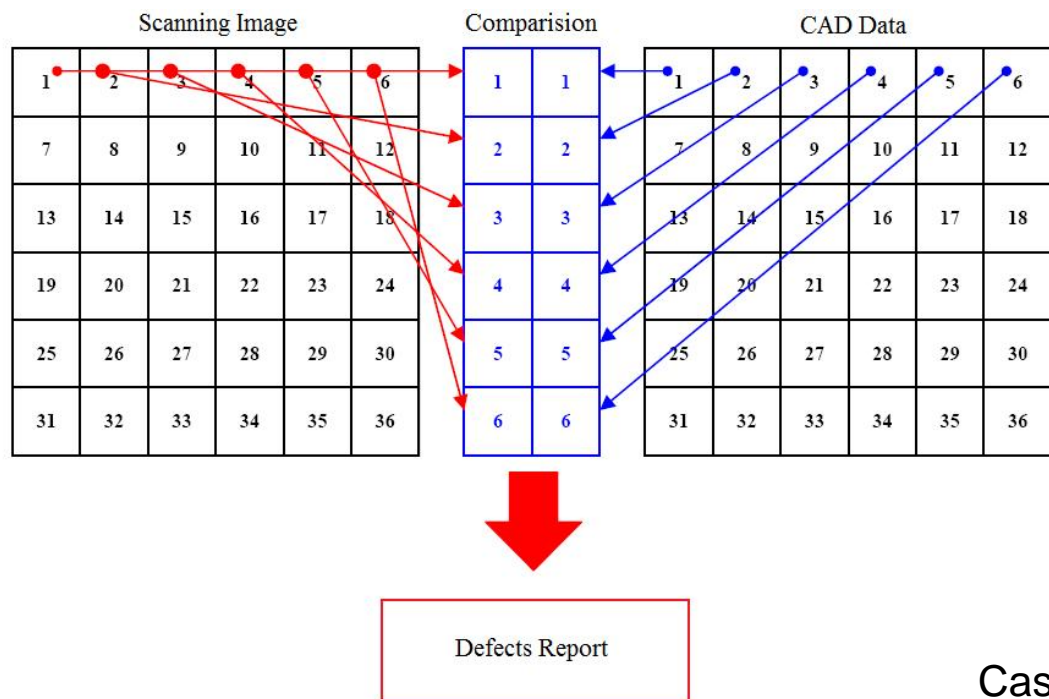 Scanning Image Comparision CAD Data
1 2 3 4 5 6 1 1 1 2 3 4 5 6
7 8 9 10 11 12 2 2 7 8 9 10 11 12
13 14 15 16 17 18 3 3 13 14 15 16 17 18
19 20 21 22 23 24 4 4 19 20 21 22 23 24
25 26 27 28 29 30 5 5 25 26 27 28 29 30
31 32 33 34 35 36 6 6 31 32 33 34 35 36
Defects Report
Cas